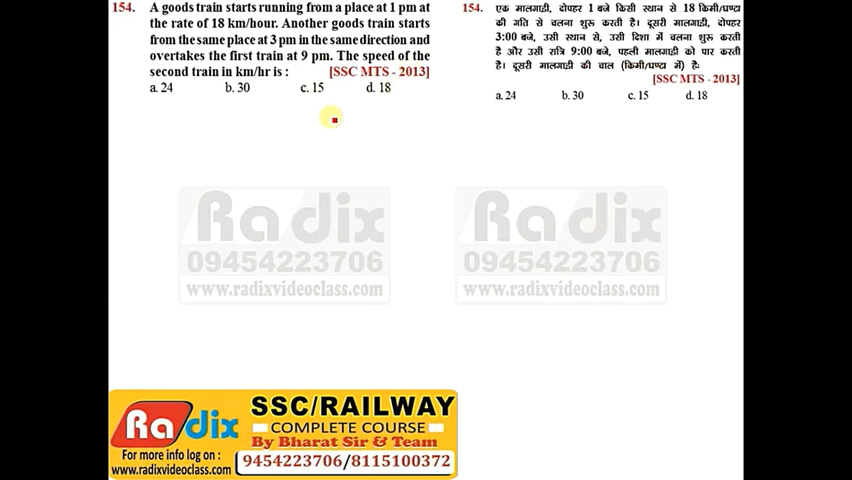 154. A goods train starts running from a place at 1 pm at
the rate of 18 km/hour. Another goods train starts
from the same place at 3 pm in the same direction and
overtakes the first train at 9 pm. The speed of the
second train in km/hr is : [SSC MTS - 2013]
a. 24 b. 30 c. 15 d. 18
154. एक मालगाड़ी, दोपहर 1 बजे किसी स्थान से 18 किमी/घण्टा
की गति से चलना शुरू करती है। दूसरी मालगाड़ी, दोपहर
3:00 बजे, उसी स्थान से, उसी दिशा में चलना शुरू करती
है और उसी रात्रि 9:00 बजे, पहली मालगाडी को पार करती
है। दूसरी मालगाडी की चाल (किमी/घण्टा में) हैः
[SSC MTS - 2013]
a. 24 b. 30 c. 15 d. 18
Radix
09454223706
www.radixvideoclass.com
Radix
09454223706
www.radixvideoclass.com
Radix
For more info log on :
www.radixvideoclass.com
SSC/RAILWAY
COMPLETE COURSE
By Bharat Sir & Team
9454223706/8115100372